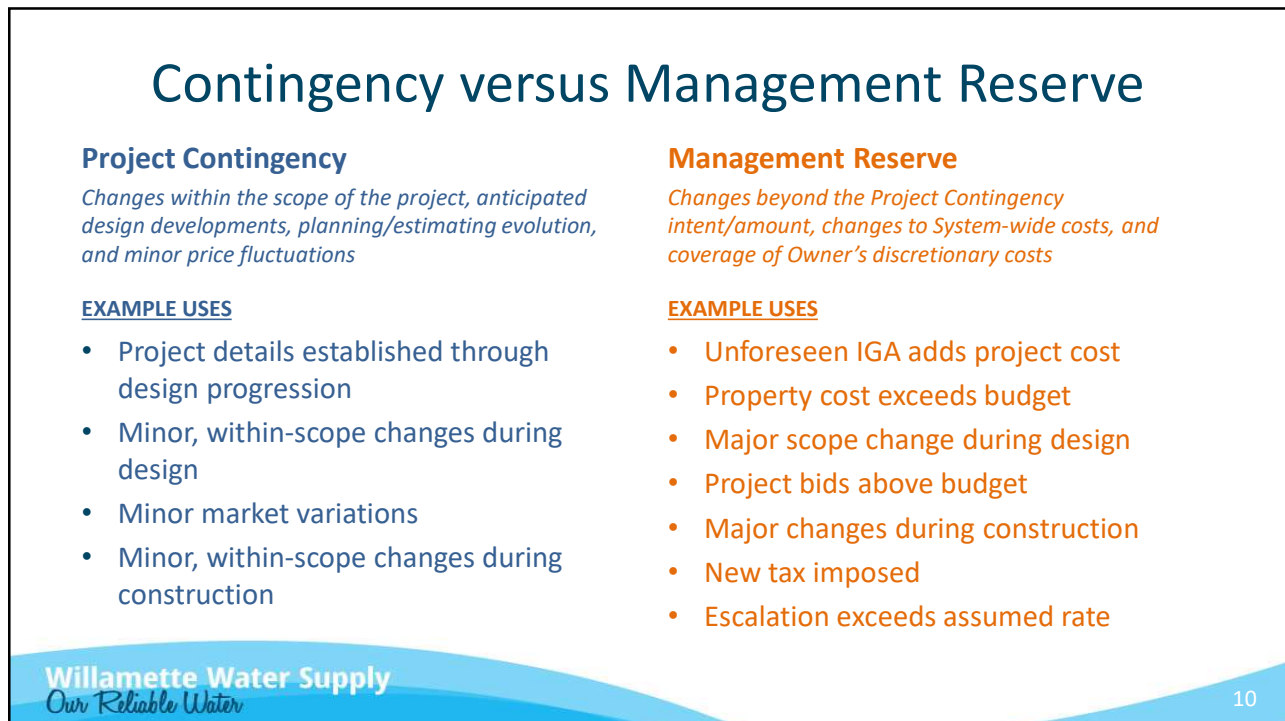 Contingency versus Management Reserve
Project Contingency
Changes within the scope of the project, anticipated
design developments, planning/estimating evolution,
and minor price fluctuations
EXAMPLE USES
• Project details established through
design progression
• Minor, within-scope changes during
design
• Minor market variations
• Minor, within-scope changes during
construction
Management Reserve
Changes beyond the Project Contingency
intent/amount, changes to System-wide costs, and
coverage of Owner’s discretionary costs
EXAMPLE USES
• Unforeseen IGA adds project cost
• Property cost exceeds budget
• Major scope change during design
• Project bids above budget
• Major changes during construction
• New tax imposed
• Escalation exceeds assumed rate
Willamette Water Supply
Our Reliable Water
10